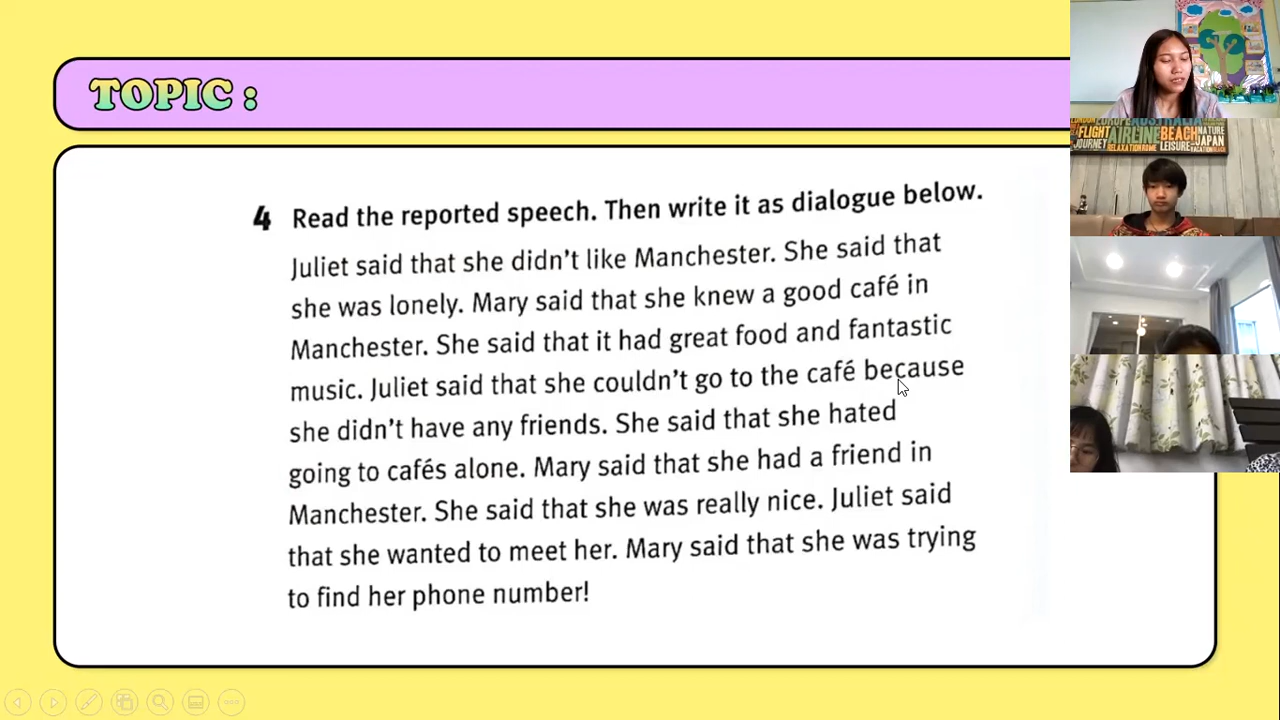 TOPIC :
4 Read the reported speech. Then write it as dialogue below.
Juliet said that she didn't like Manchester. She said that
she was lonely. Mary said that she knew a good café in
Manchester. She said that it had great food and fantastic
music. Juliet said that she couldn't go to the café because
she didn't have any friends. She said that she hated
going to cafés alone. Mary said that she had a friend in
Manchester. She said that she was really nice. Juliet said
that she wanted to meet her. Mary said that she was trying
to find her phone number!
EUROPE AUSTRALIA
FLIGHT AIRLINE BEACH NATURE
JAPAN
JOURNEY RELAXATION ROME LEISURE